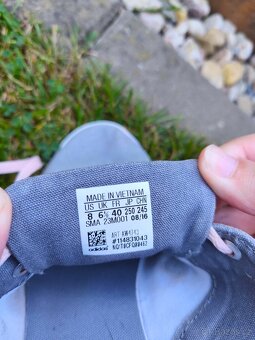 MADE IN VIETNAM
US UK FR JP CHN
8 6½ 40 250 245
SMA 23M001 08/16
#114831043
adidas